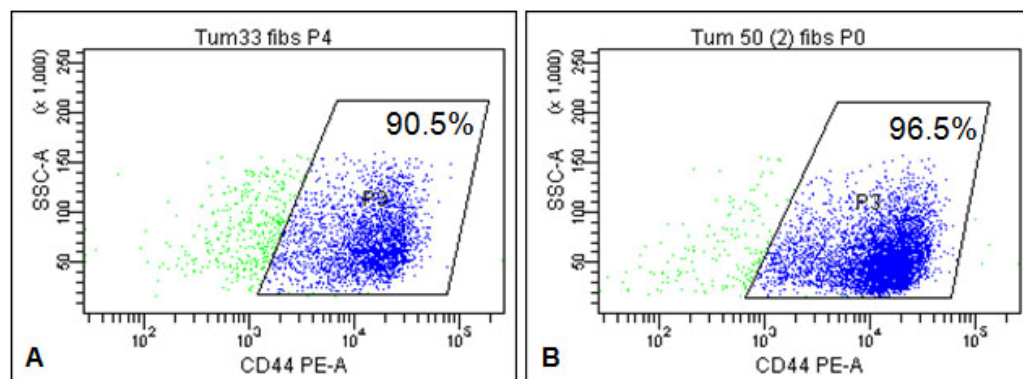 Tum33 fibs P4
(x 1,000)
250
200
150
100
50
SSC-A
90.5%
10²
10³
10⁴
10⁵
CD44 PE-A
A
Tum 50 (2) fibs P0
(x 1,000)
250
200
150
100
50
SSC-A
96.5%
P3
10²
10³
10⁴
10⁵
CD44 PE-A
B